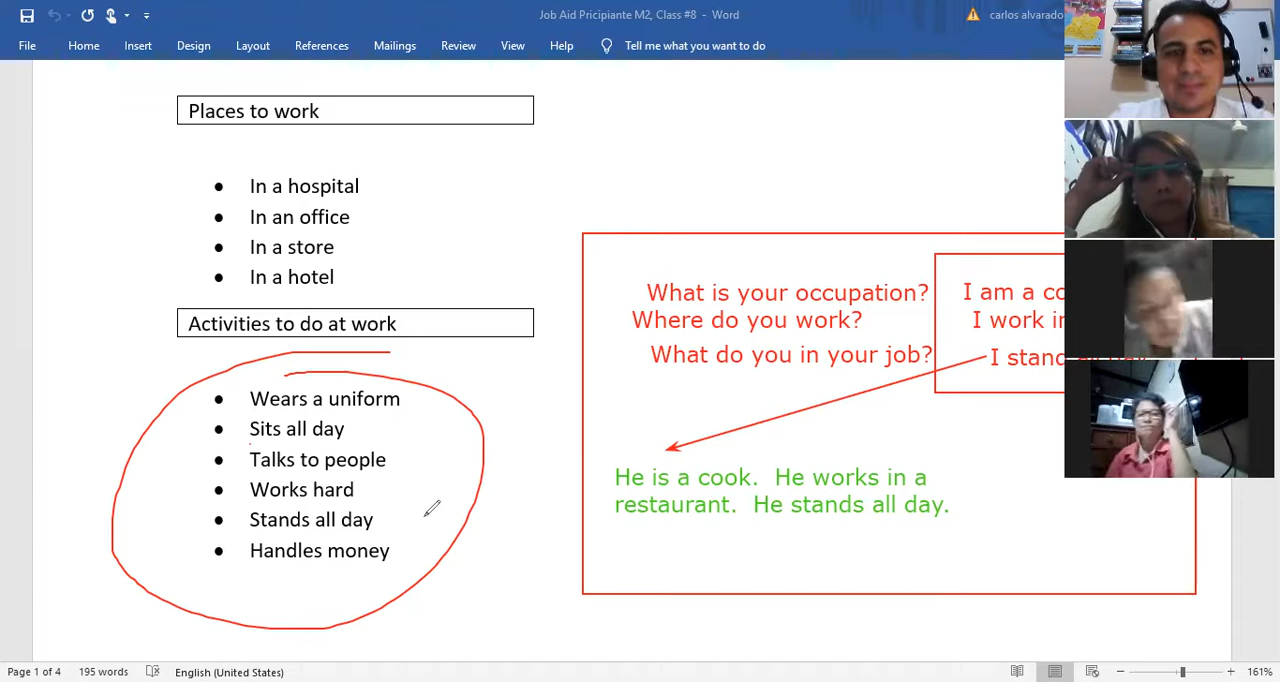 Job Aid Pricipiante M2, Class #8 - Word
carlos alvarado
File Home Insert Design Layout References Mailings Review View Help Tell me what you want to do
Places to work
In a hospital
In an office
In a store
In a hotel
Activities to do at work
Wears a uniform
Sits all day
Talks to people
Works hard
Stands all day
Handles money
What is your occupation?
Where do you work?
What do you in your job?
I am a
I work
I stand
He is a cook. He works in a
restaurant. He stands all day.
Page 1 of 4 195 words English (United States) 161%